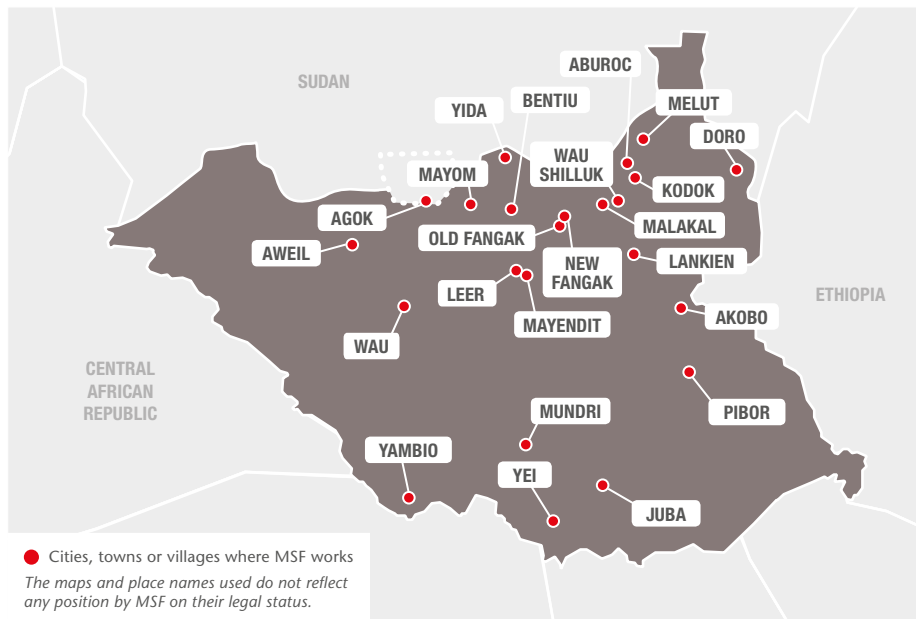 SUDAN
ABUROC
YIDA
BENTIU
MELUT
DORO
WAU
SHILLUK
MAYOM
KODOK
AGOK
MALAKAL
OLD FANGAK
AWEIL
NEW
FANGAK
LANKIEN
LEER
ETHIOPIA
MAYENDIT
AKOBO
WAU
CENTRAL
AFRICAN
REPUBLIC
MUNDRI
PIBOR
YAMBIO
YEI
JUBA
Cities, towns or villages where MSF works
The maps and place names used do not reflect
any position by MSF on their legal status.